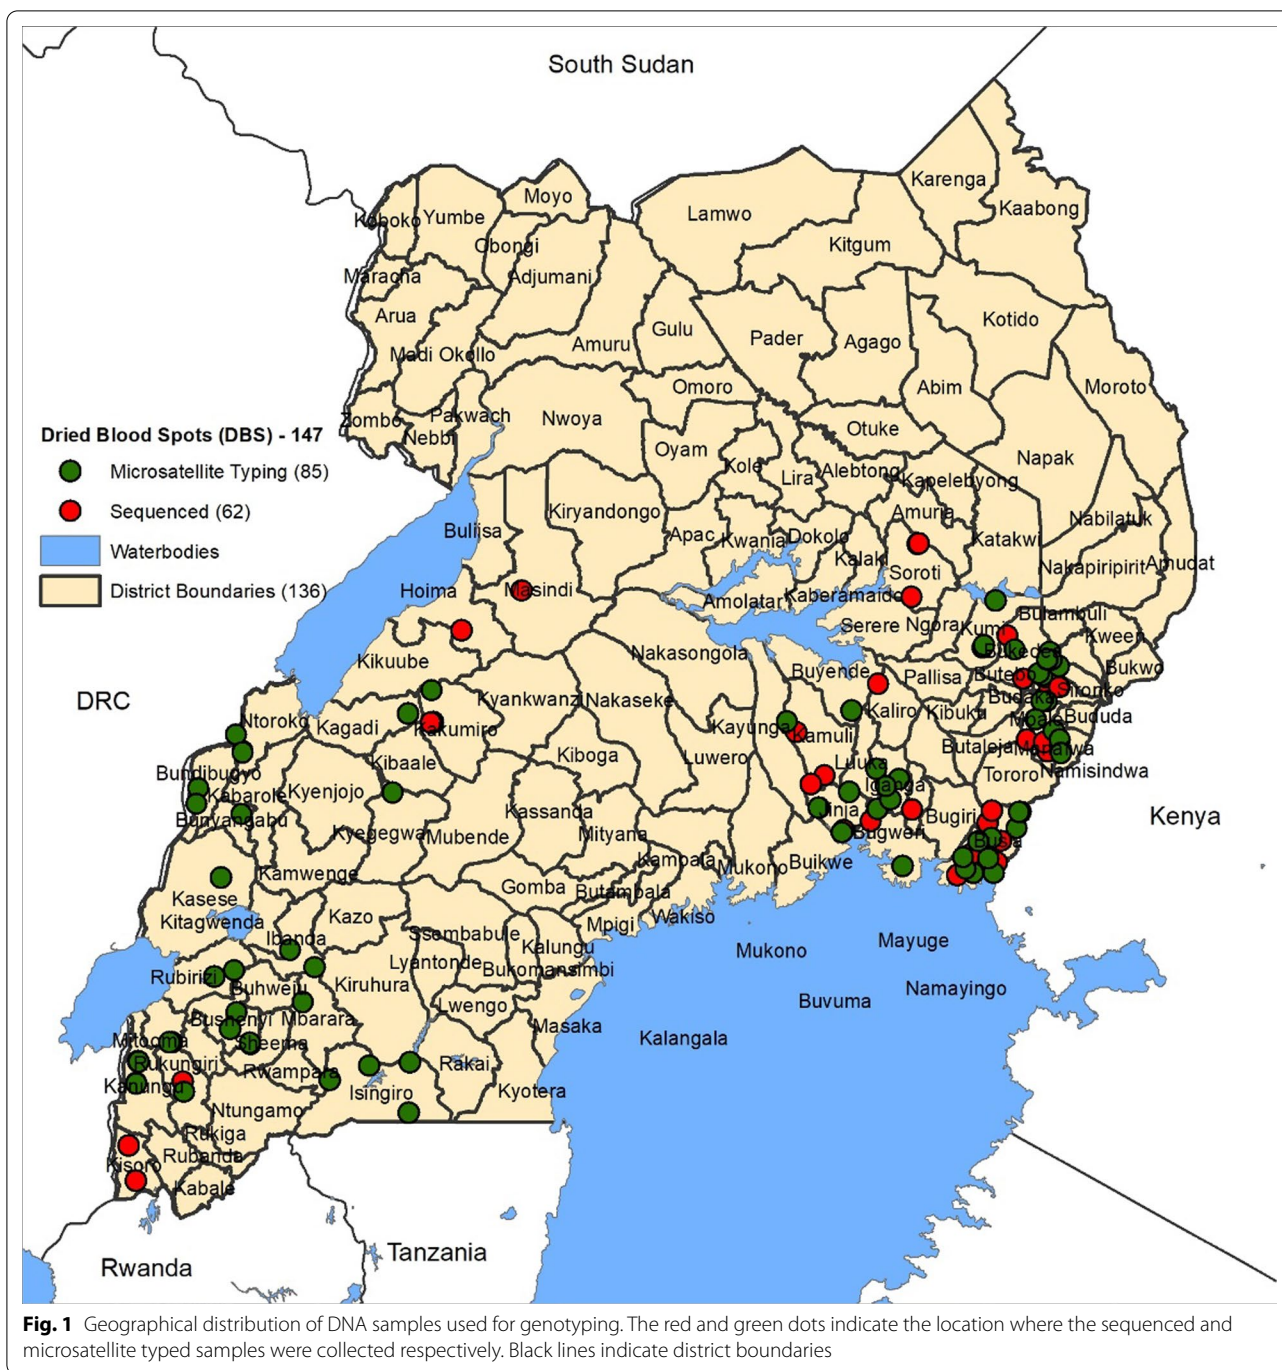 South Sudan
Karenga
Kaabong
Moyo
Koboko
Yumbe
Lamwo
Kitgum
Obongi
Maracha
Adjumani
Arua
Kotido
Gulu
Pader
Agago
Madi Okollo
Amuru
Omoro
Abim
Moroto
Zombo
Pakwach
Nebbi
Nwoya
Otuke
Oyam
Kole
Lira
Alebtong
Napak
Kapelebyong
Dried Blood Spots (DBS) - 147
Microsatellite Typing (85)
Sequenced (62)
Waterbodies
District Boundaries (136)
Buliisa
Kiryandongo
Apac
Kwania
Dokolo
Amuria
Katakwi
Nabilatuk
Kalaki
Soroti
Nakapiripirit
Amudat
Hoima
Masindi
Amolatar
Kaberamaido
Serere
Ngora
Kumi
Bulambuli
Kween
Kikuube
Nakasongola
Buyende
Pallisa
Bukedea
Butebo
Bukwo
DRC
Ntoroko
Kagadi
Kakumiro
Kyankwanzi
Nakaseke
Kayunga
Kamuli
Kaliro
Kibuku
Budaka
Sironko
Mbale
Bududa
Butaleja
Manafwa
Namisindwa
Tororo
Bundibugyo
Kabarole
Bunyangabu
Kyenjojo
Kibaale
Kiboga
Luwero
Luuka
Iganga
Jinja
Bugiri
Bugweri
Busia
Kenya
Kyegegwa
Mubende
Kassanda
Mityana
Kampala
Mukono
Buikwe
Kasese
Kamwenge
Kitagwenda
Kazo
Gomba
Butambala
Mpigi
Wakiso
Ibanda
Ssembabule
Kalungu
Lyantonde
Bukomansimbi
Mukono
Mayuge
Rubirizi
Buhweju
Kiruhura
Lwengo
Masaka
Buvuma
Namayingo
Kalangala
Bushenyi
Mbarara
Mitooma
Sheema
Rukungiri
Kanungu
Rwampara
Isingiro
Rakai
Kyotera
Ntungamo
Rukiga
Rubanda
Kisoro
Kabale
Rwanda
Tanzania
Fig. 1 Geographical distribution of DNA samples used for genotyping. The red and green dots indicate the location where the sequenced and
microsatellite typed samples were collected respectively. Black lines indicate district boundaries